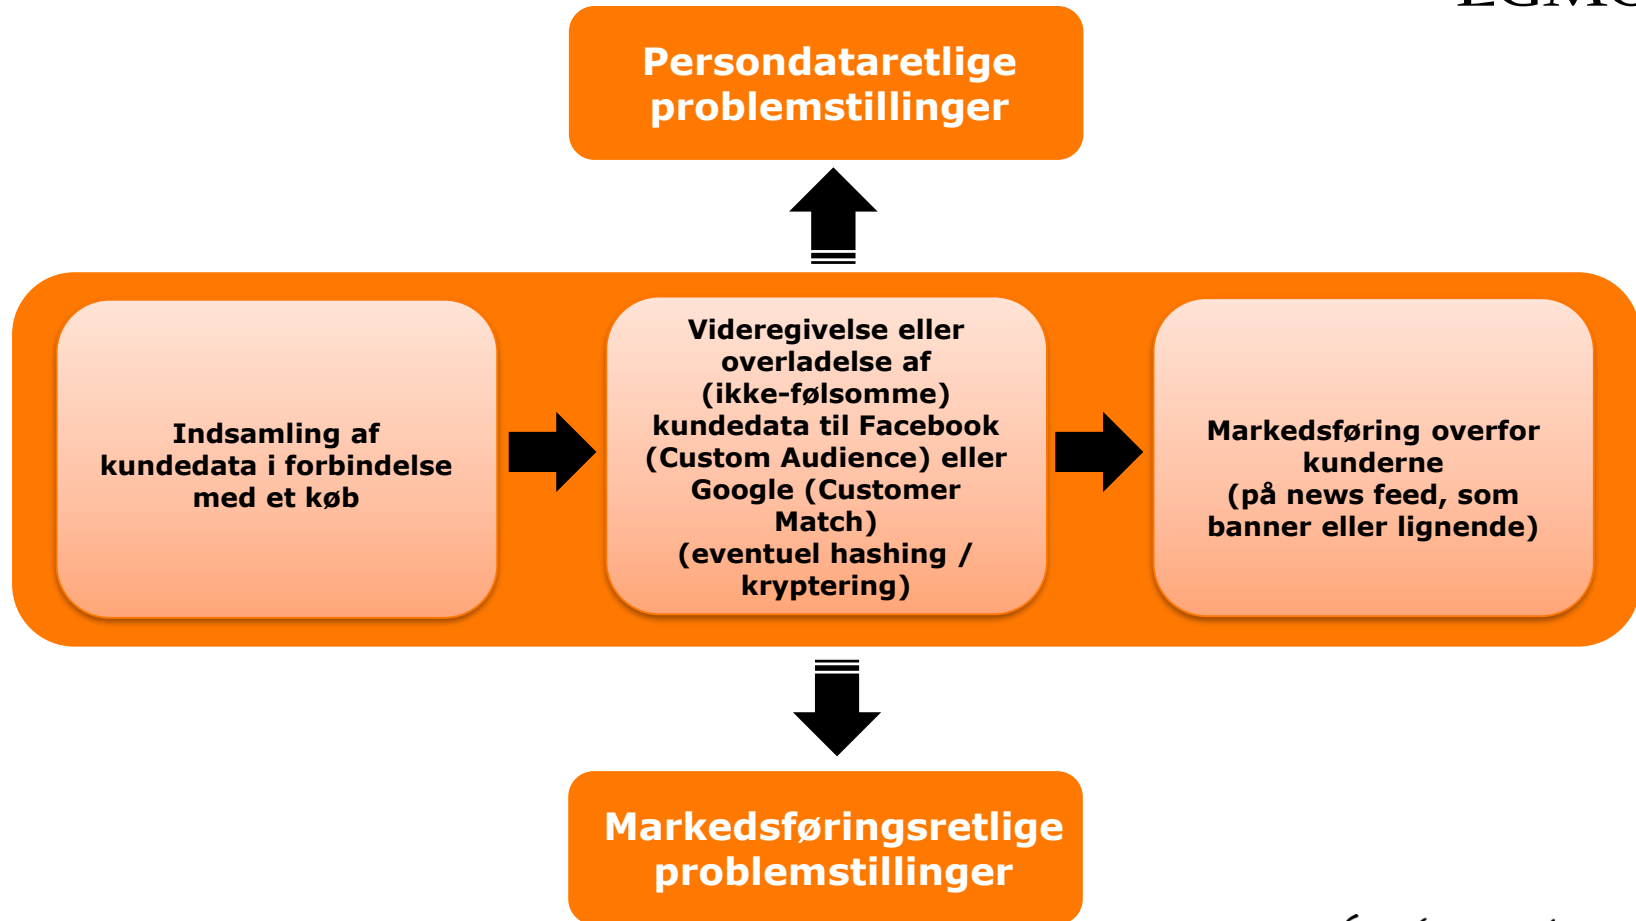 Persondataretlige
problemstillinger
Indsamling af
kundedata i forbindelse
med et køb
Videregivelse eller
overladelse af
(ikke-følsomme)
kundedata til Facebook
(Custom Audience) eller
Google (Customer
Match)
(eventuel hashing /
kryptering)
Markedsføring overfor
kunderne
(på news feed, som
banner eller lignende)
Markedsføringsretlige
problemstillinger